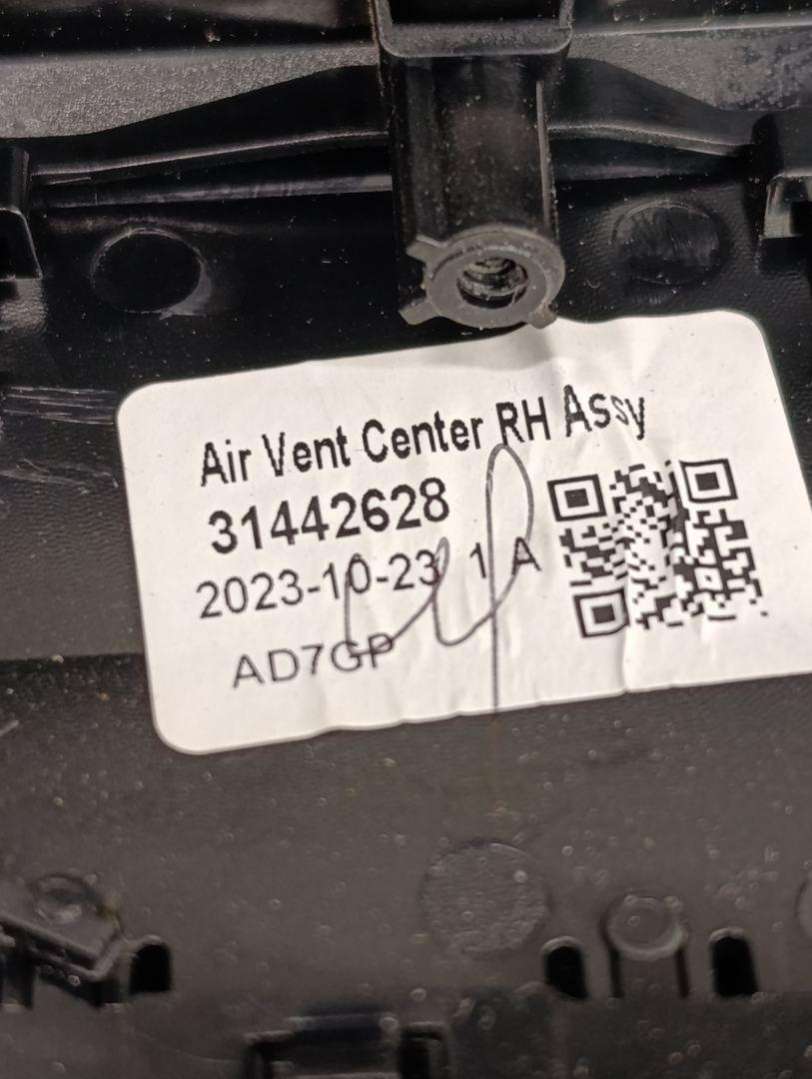 Air Vent Center RH Assy
31442628
2023-10-23 1 A
AD7GP